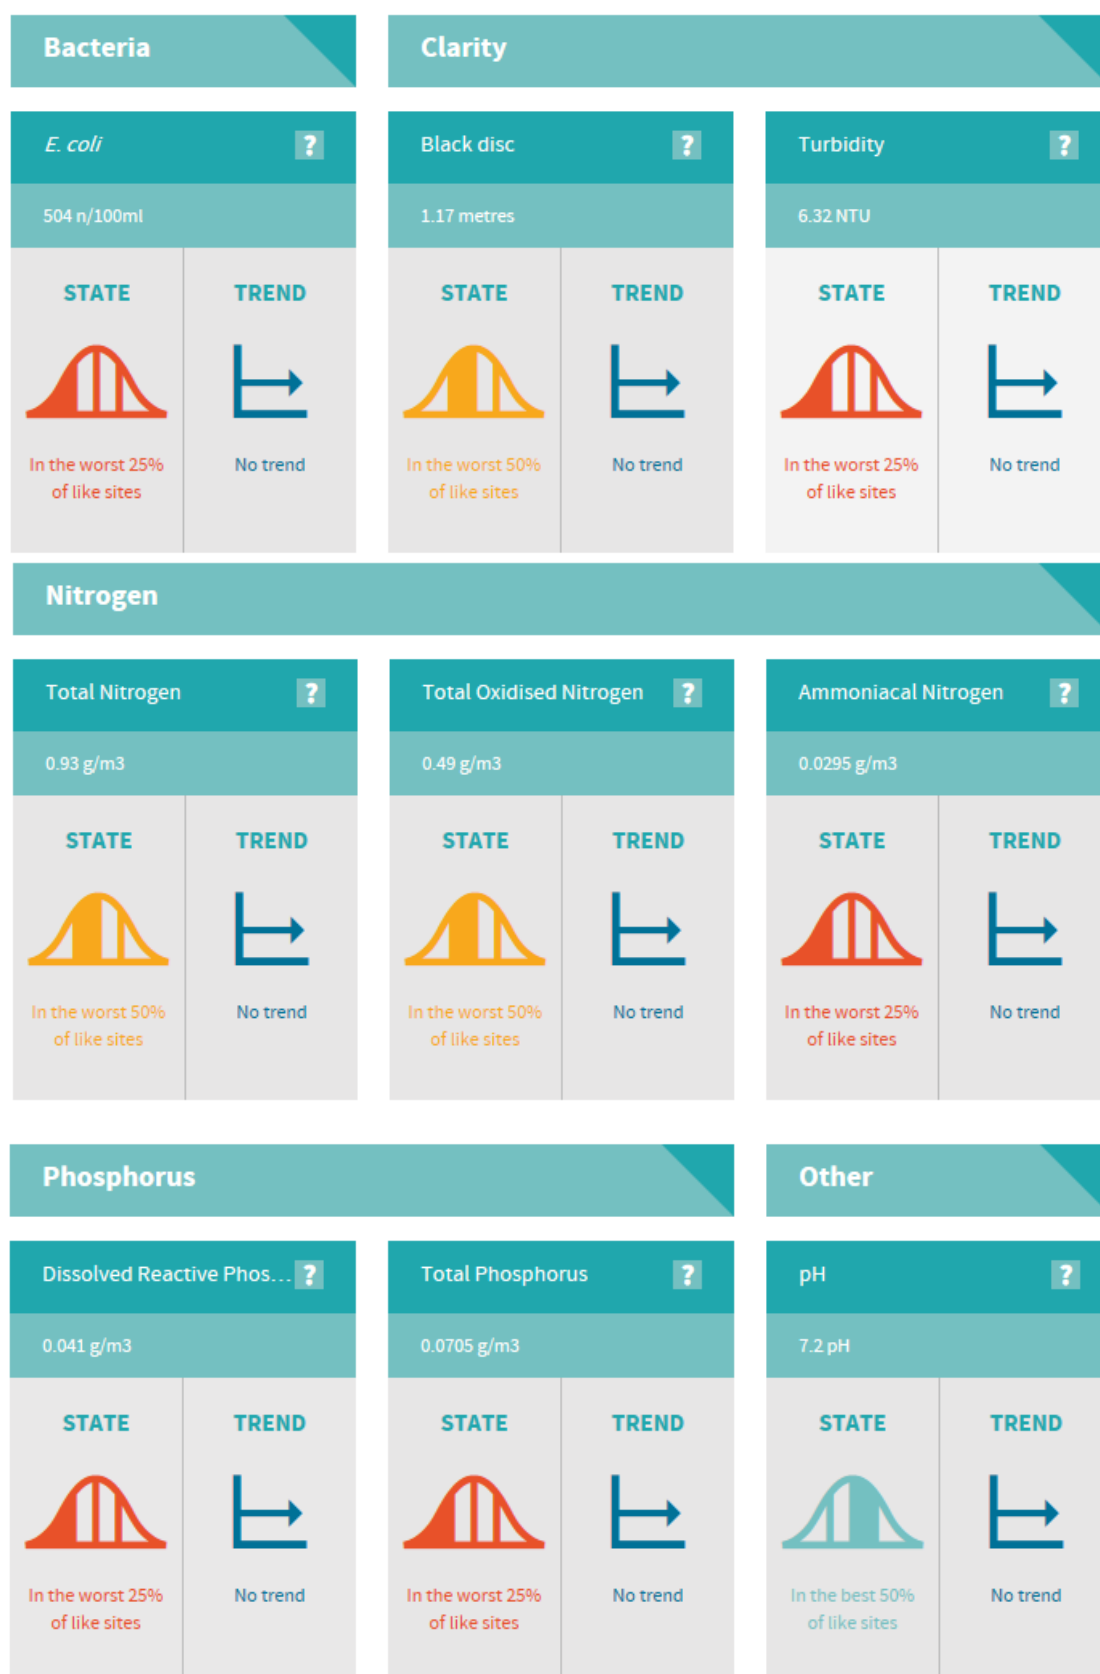 Bacteria
Clarity
E. coli ?
Black disc ?
Turbidity ?
504 n/100ml
1.17 metres
6.32 NTU
STATE TREND
STATE TREND
STATE TREND
In the worst 25%
of like sites
No trend
In the worst 50%
of like sites
No trend
In the worst 25%
of like sites
No trend
Nitrogen
Total Nitrogen ?
Total Oxidised Nitrogen ?
Ammoniacal Nitrogen ?
0.93 g/m3
0.49 g/m3
0.0295 g/m3
STATE TREND
STATE TREND
STATE TREND
In the worst 50%
of like sites
No trend
In the worst 50%
of like sites
No trend
In the worst 25%
of like sites
No trend
Phosphorus
Other
Dissolved Reactive Phos... ?
Total Phosphorus ?
pH ?
0.041 g/m3
0.0705 g/m3
7.2 pH
STATE TREND
STATE TREND
STATE TREND
In the worst 25%
of like sites
No trend
In the worst 25%
of like sites
No trend
In the best 50%
of like sites
No trend